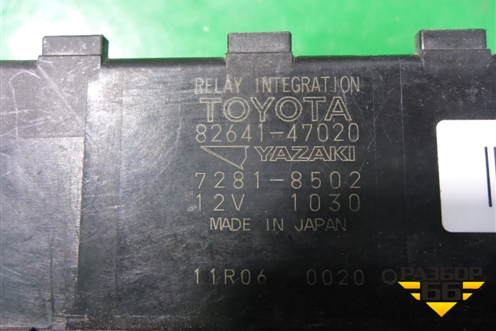 RELAY INTEGRATION
TOYOTA
82641-47020
YAZAKI
7281-8502
12V 1030
MADE IN JAPAN
11R06 0020
РАЗБОР
66